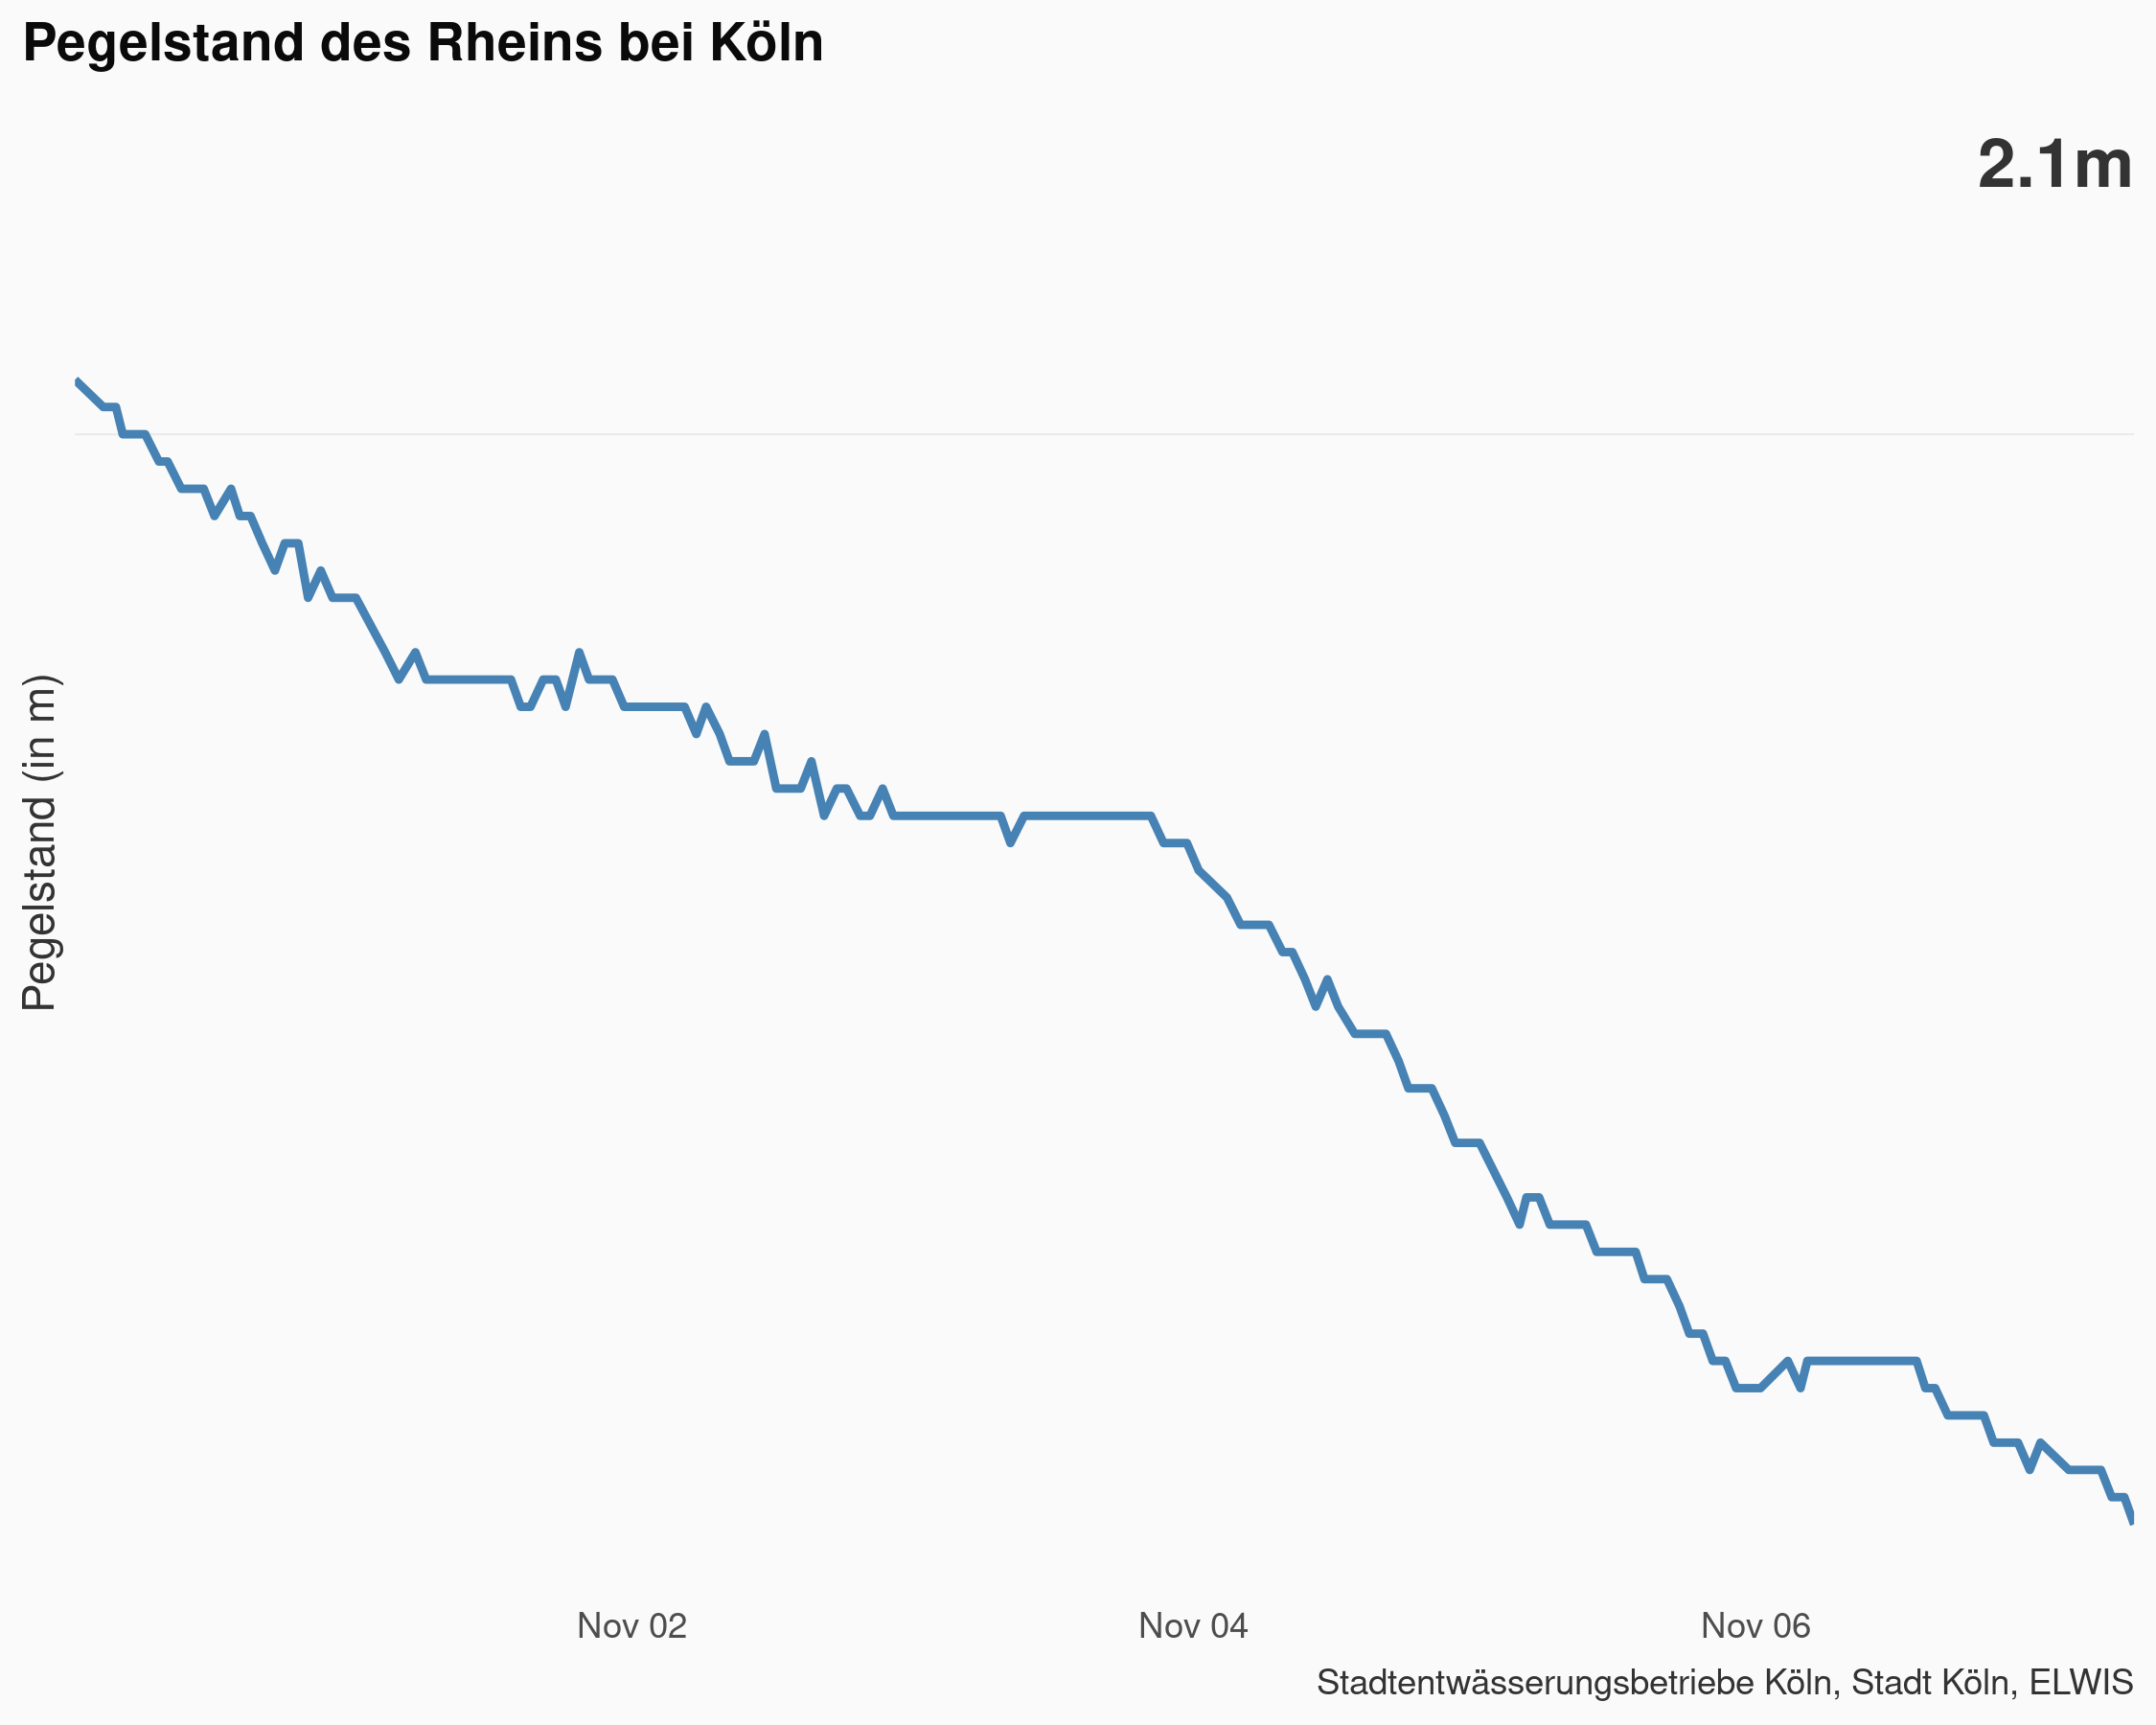 Pegelstand des Rheins bei Köln
2.1m
Pegelstand (in m)
Nov 02
Nov 04
Nov 06
Stadtentwässerungsbetriebe Köln, Stadt Köln, ELWIS